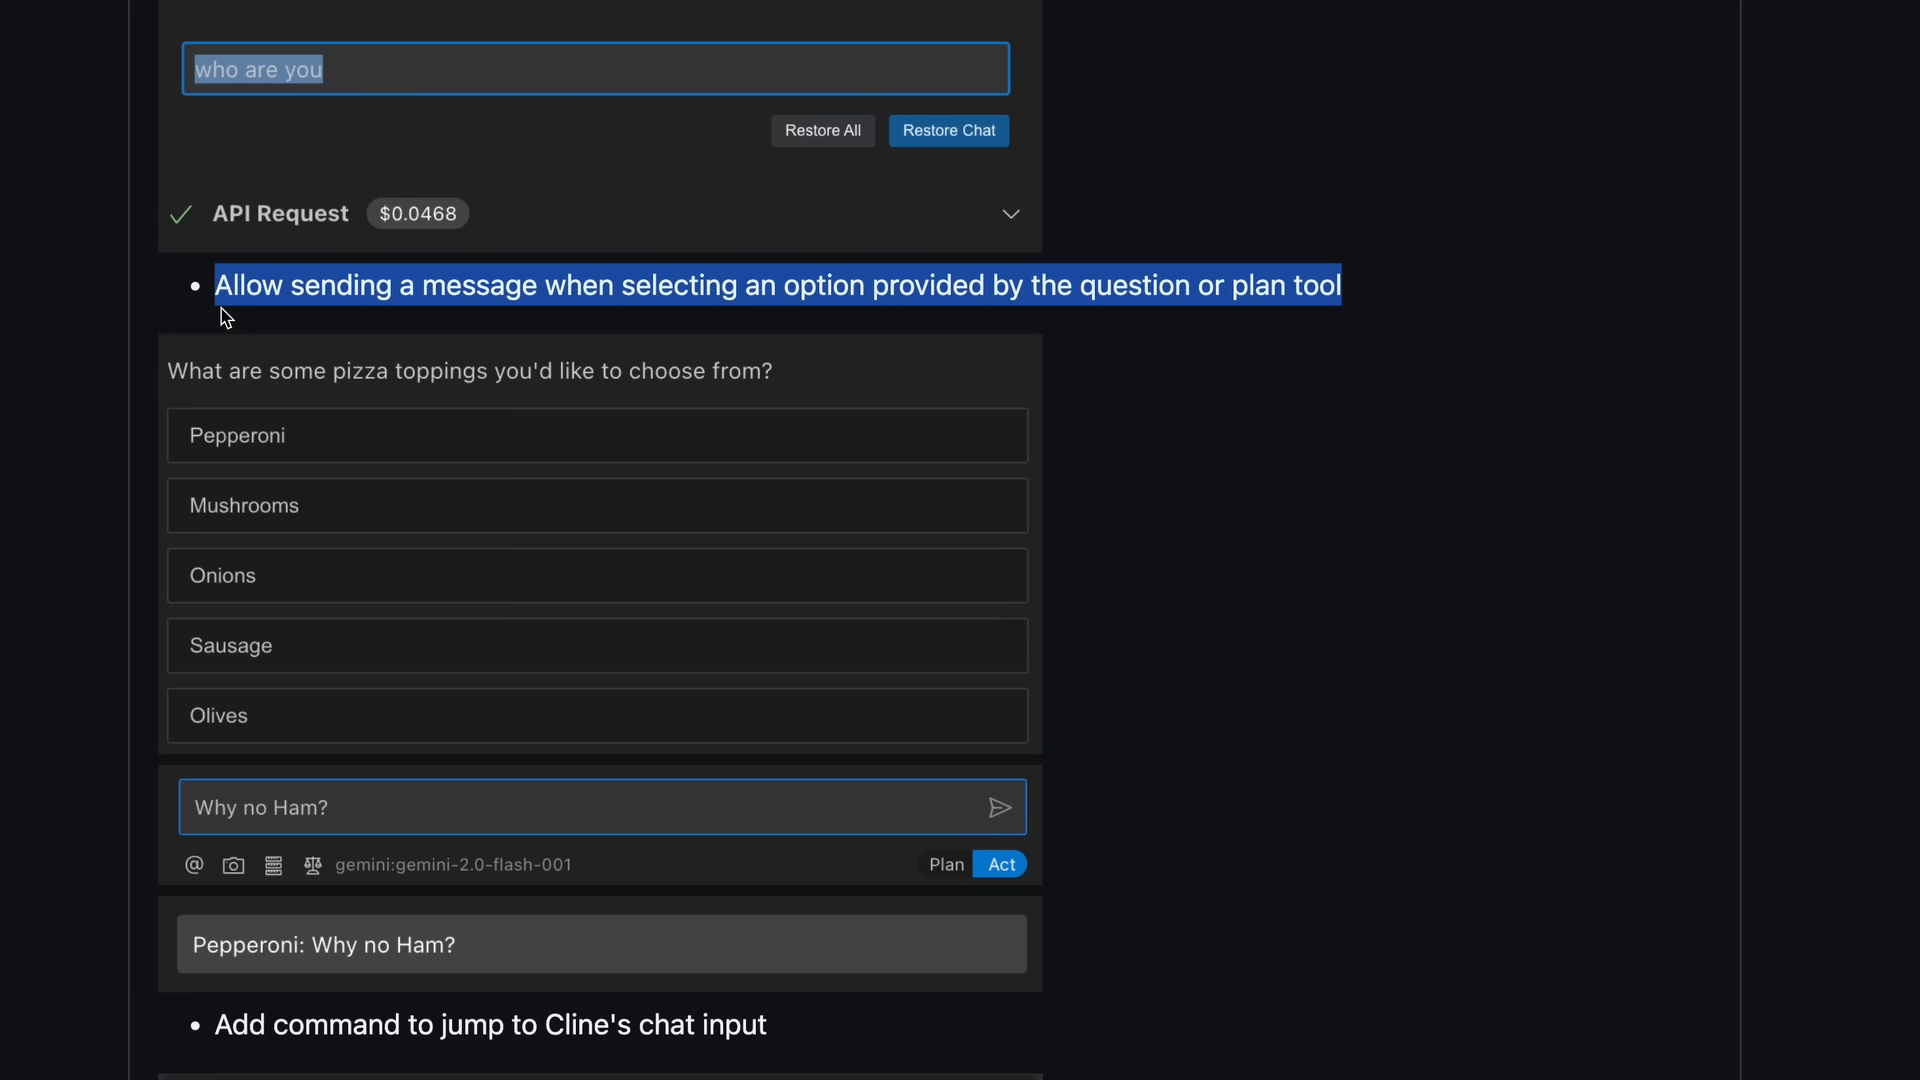 who are you
Restore All Restore Chat
API Request $0.0468
• Allow sending a message when selecting an option provided by the question or plan tool
What are some pizza toppings you'd like to choose from?
Pepperoni
Mushrooms
Onions
Sausage
Olives
Why no Ham?
@ gemini:gemini-2.0-flash-001 Plan Act
Pepperoni: Why no Ham?
• Add command to jump to Cline's chat input